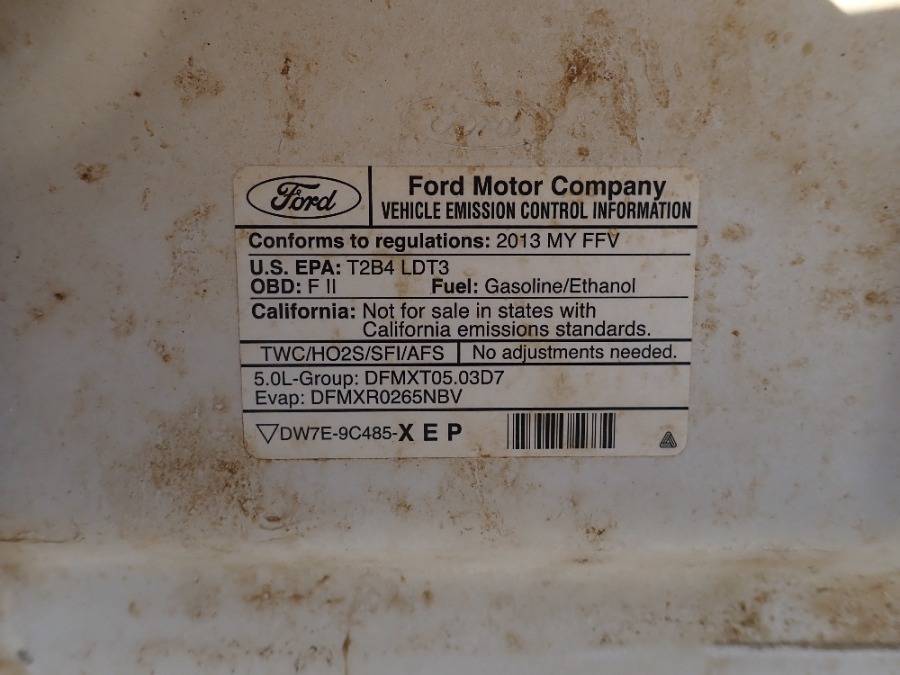 Ford
Ford Motor Company
VEHICLE EMISSION CONTROL INFORMATION
Conforms to regulations: 2013 MY FFV
U.S. EPA: T2B4 LDT3
OBD: F II Fuel: Gasoline/Ethanol
California: Not for sale in states with
California emissions standards.
TWC/HO2S/SFI/AFS No adjustments needed.
5.0L-Group: DFMXT05.03D7
Evap: DFMXR0265NBV
DW7E-9C485-X E P